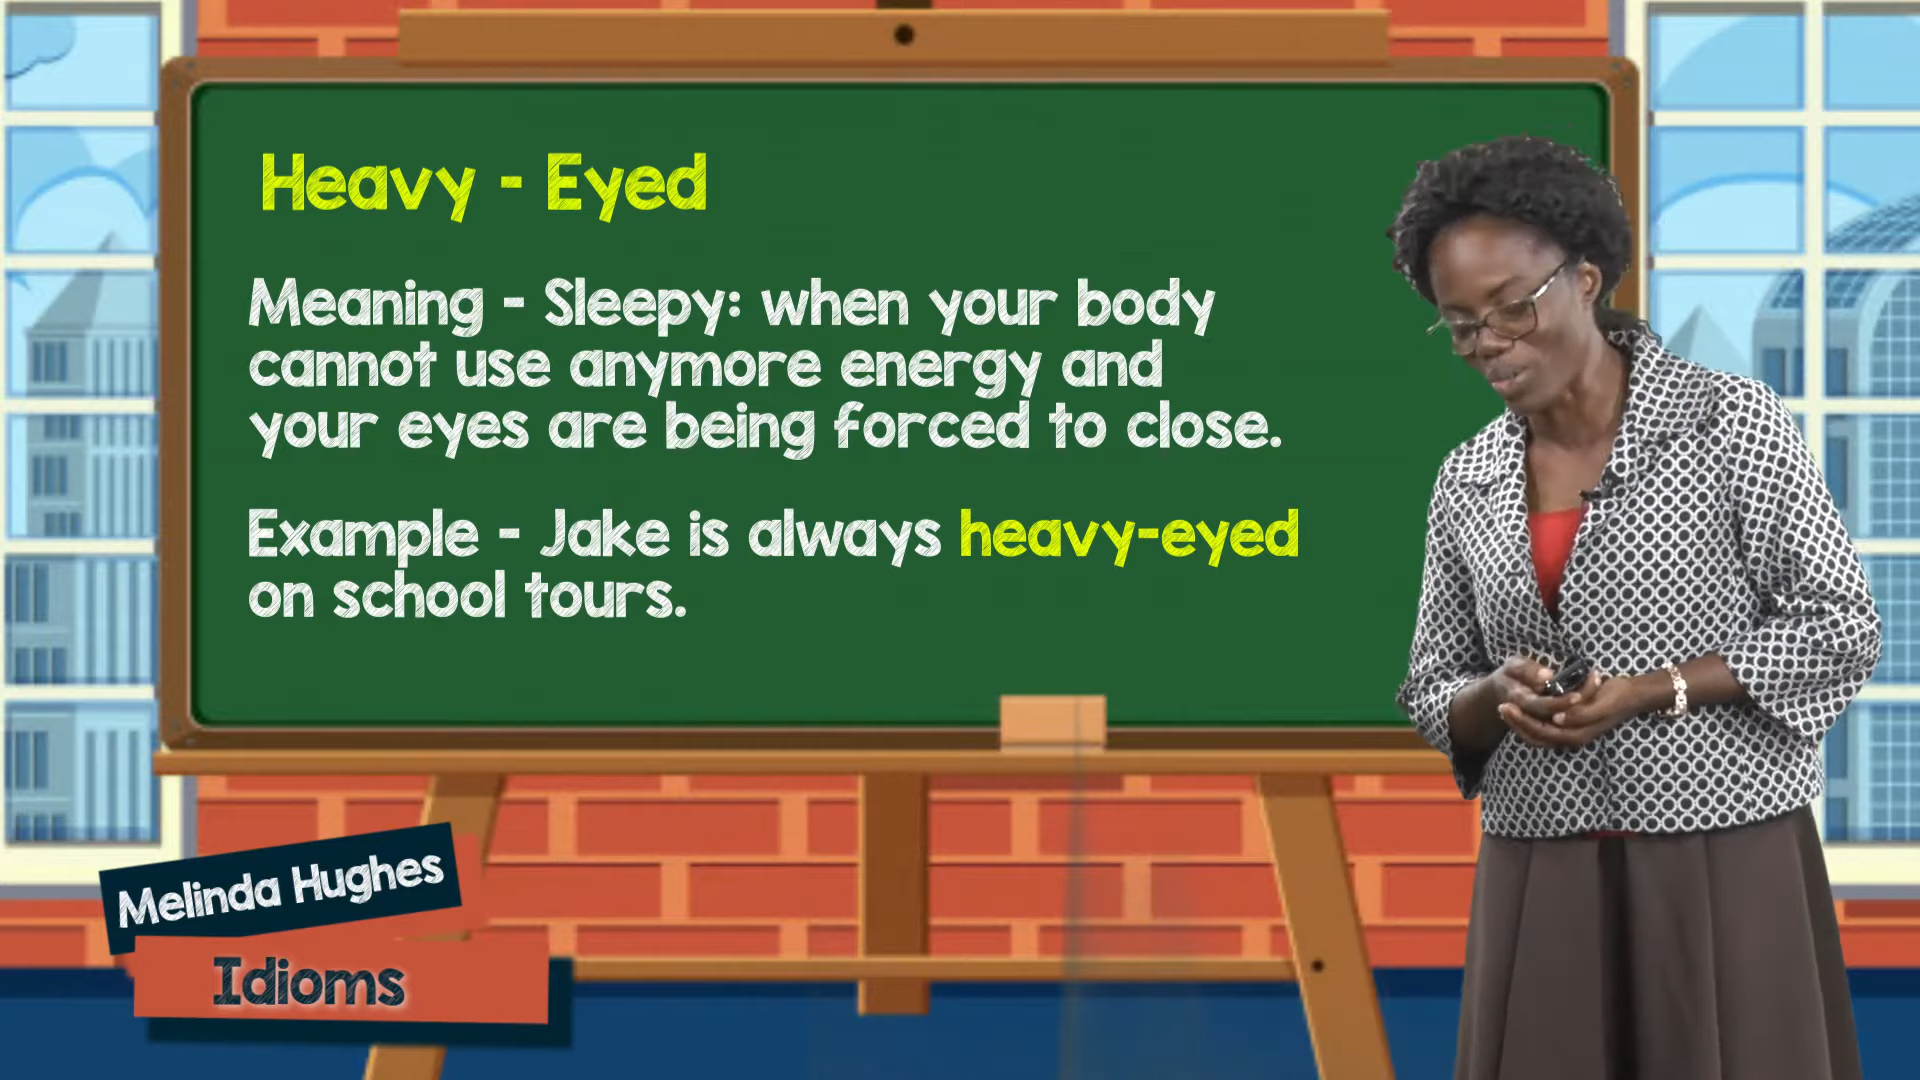 Heavy - Eyed
Meaning - Sleepy: when your body
cannot use anymore energy and
your eyes are being forced to close.
Example - Jake is always heavy-eyed
on school tours.
Melinda Hughes
Idioms